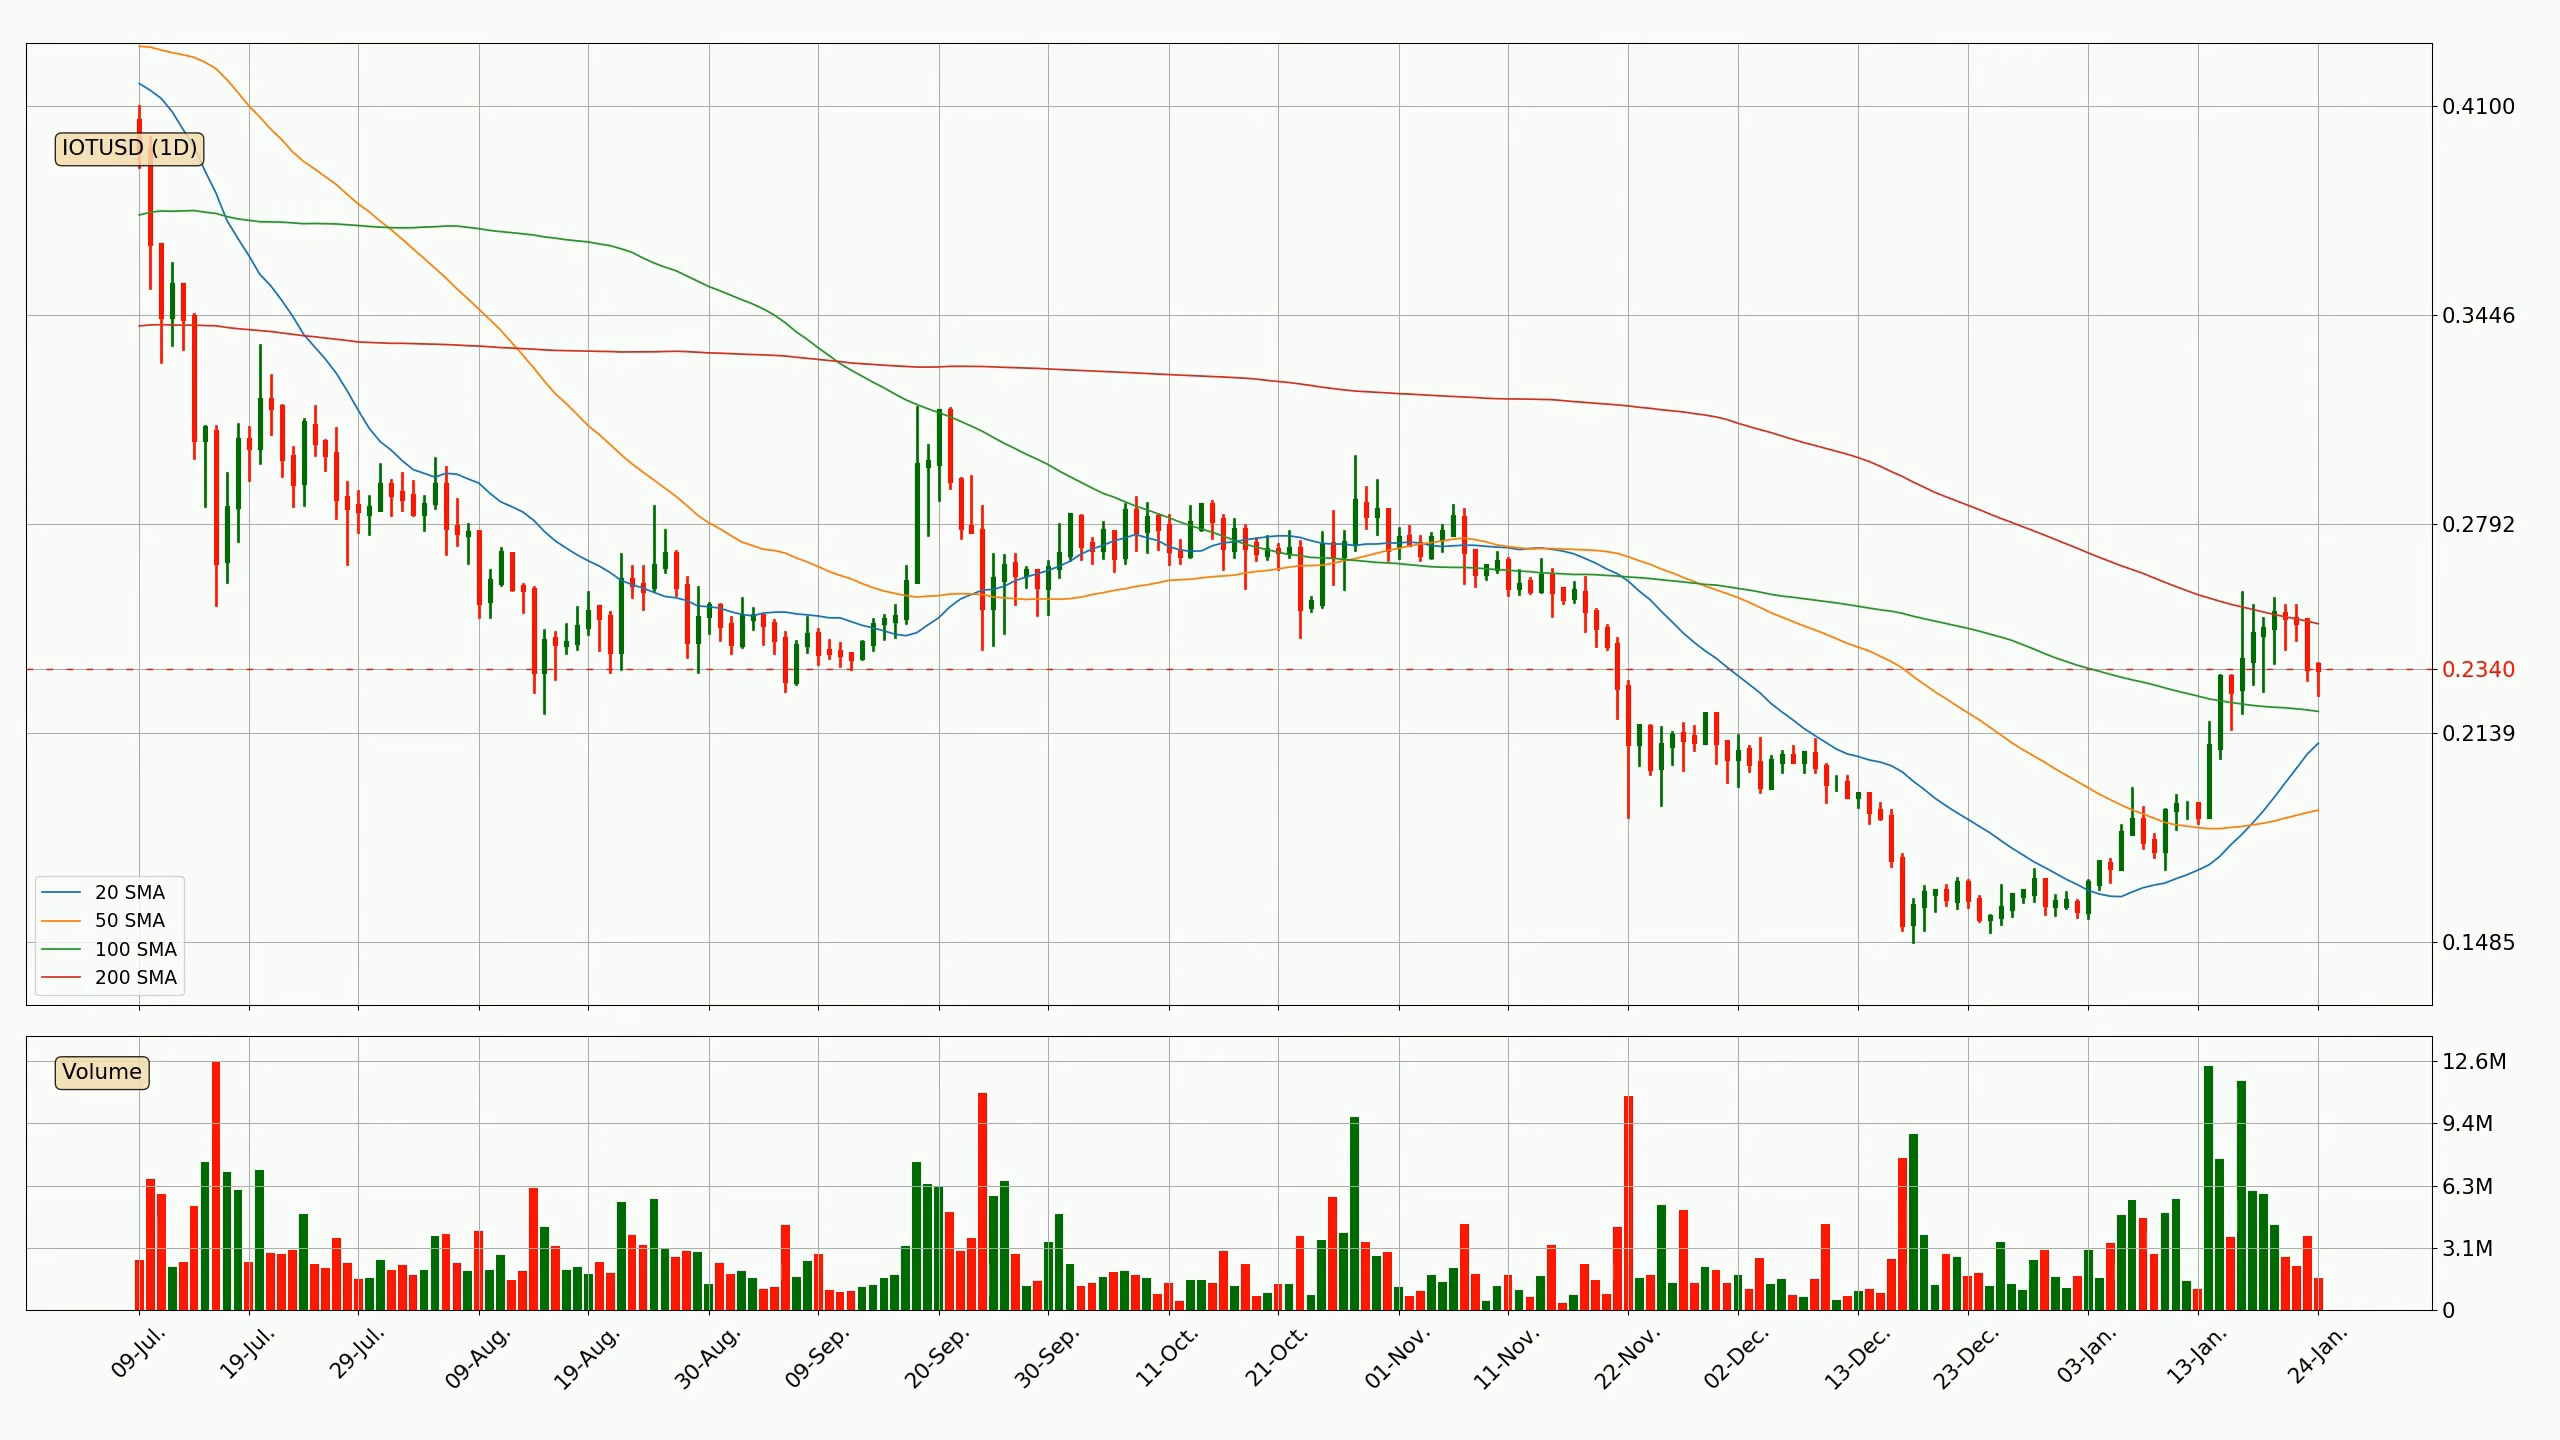 IOTUSD (1D)
0.4100
0.3446
0.2792
0.2340
0.2139
0.1485
20 SMA
50 SMA
100 SMA
200 SMA
Volume
12.6M
9.4M
6.3M
3.1M
0
09-Jul.
19-Jul.
29-Jul.
09-Aug.
19-Aug.
30-Aug.
09-Sep.
20-Sep.
30-Sep.
11-Oct.
21-Oct.
01-Nov.
11-Nov.
22-Nov.
02-Dec.
13-Dec.
23-Dec.
03-Jan.
13-Jan.
24-Jan.